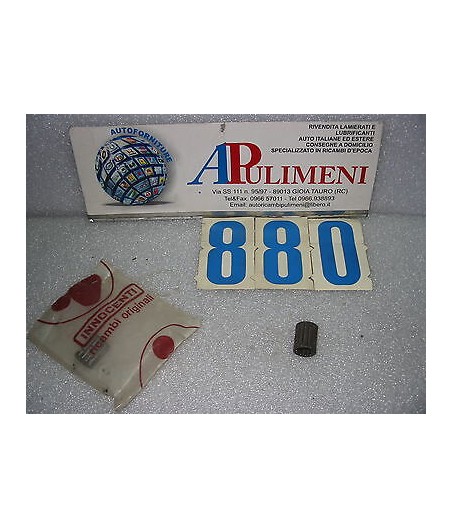 AUTOFORNITURE
RIVENDITA LAMIERATI E
LUBRIFICANTI
AUTO ITALIANE ED ESTERE
CONSEGNE A DOMICILIO
SPECIALIZZATO IN RICAMBI D'EPOCA
APULIMENI
Via SS 111 n. 95/97 - 89013 GIOIA TAURO (RC)
Tel&Fax: 0966 57011 - Tel 0966.938893
Email: autoricambipulimeni@libero.it
880
INNOCENTI
ricambi originali